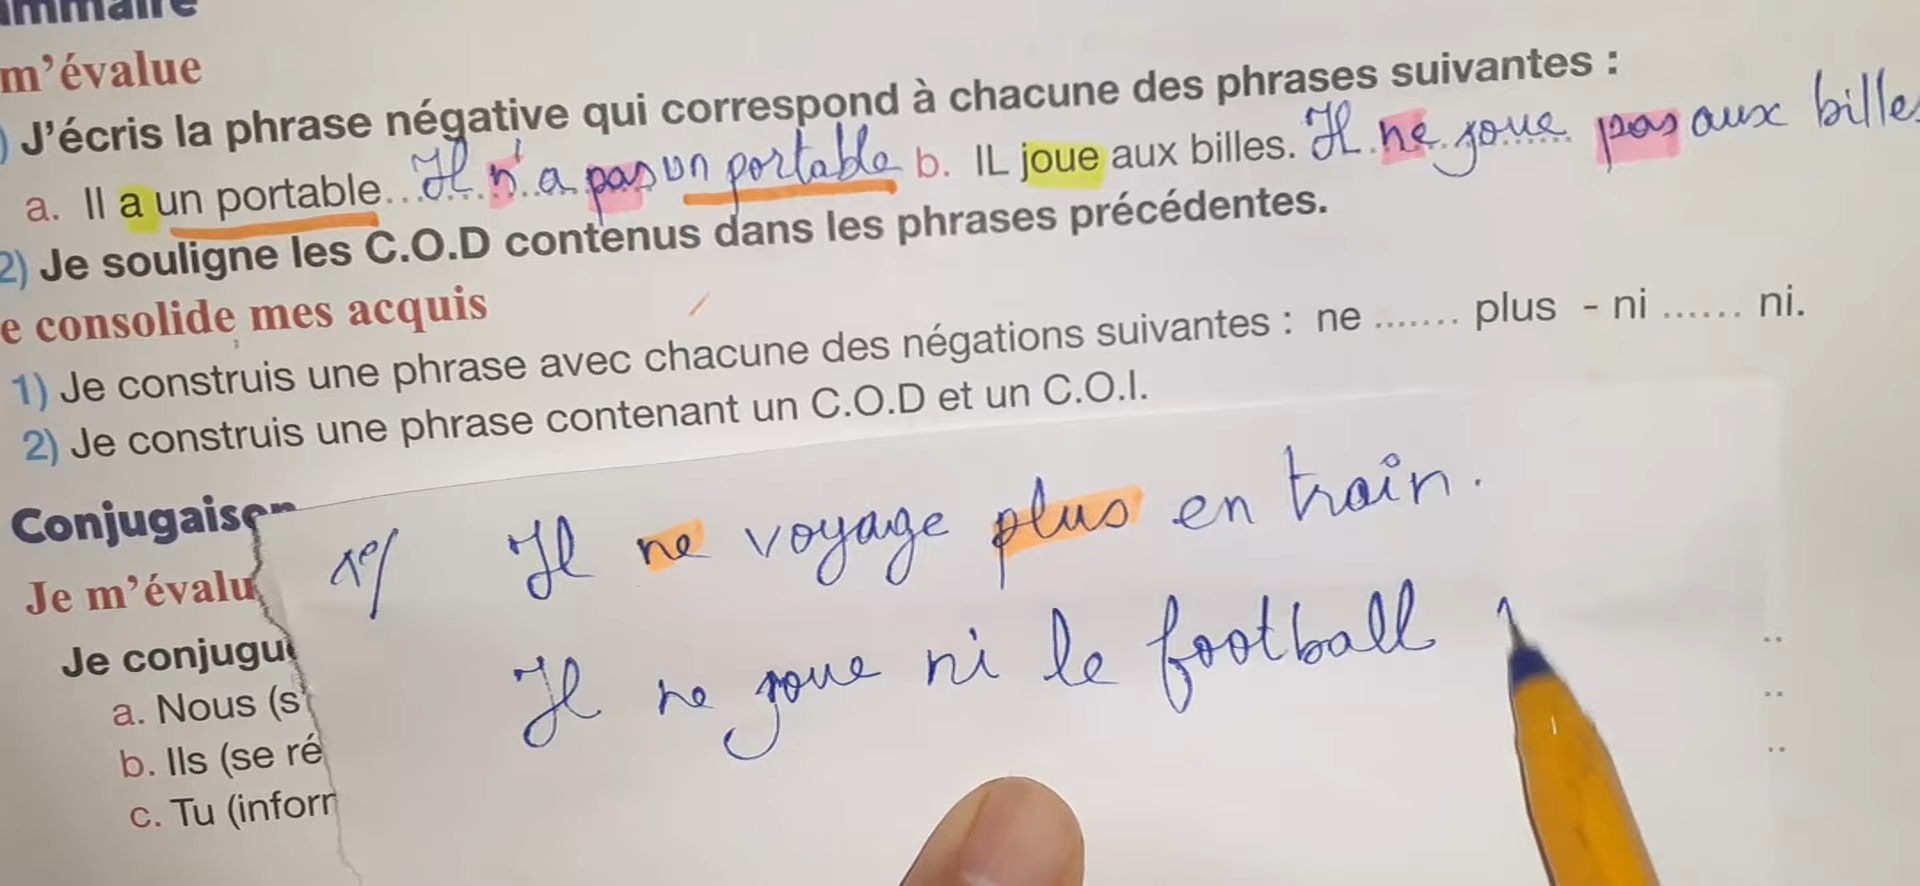 m'évalue
J'écris la phrase négative qui correspond à chacune des phrases suivantes :
a. Il a un portable... Il n'a pas un portable b. IL joue aux billes. Il ne joue pas aux billes
2) Je souligne les C.O.D contenus dans les phrases précédentes.
e consolide mes acquis
1) Je construis une phrase avec chacune des négations suivantes : ne ....... plus - ni ...... ni.
2) Je construis une phrase contenant un C.O.D et un C.O.I.
Conjugaison
1°/ Il ne voyage plus en train.
Je m'évalu
Il ne joue ni le football
Je conjugu
a. Nous (s'
b. Ils (se ré
c. Tu (inforr